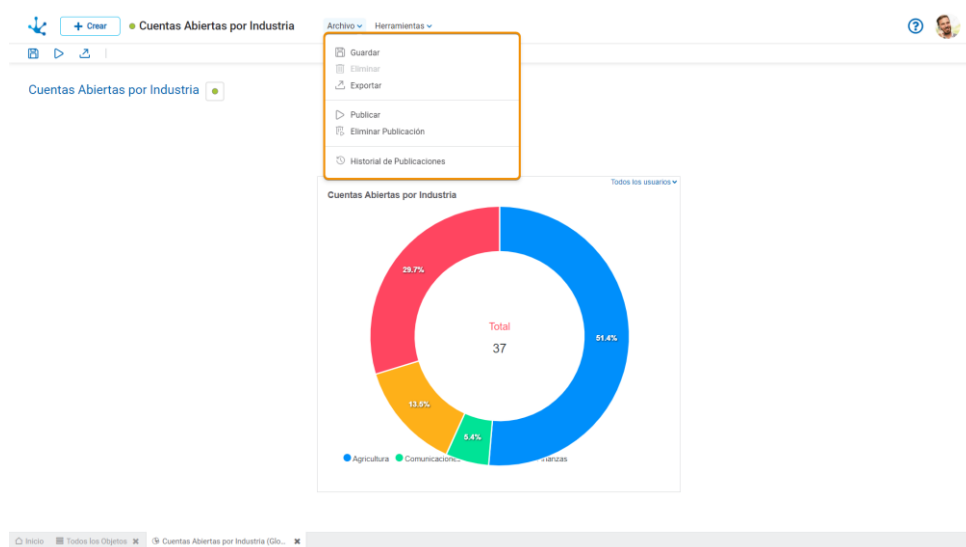 + Crear
Cuentas Abiertas por Industria
Archivo
Herramientas
?
Guardar
Eliminar
Exportar
Publicar
Eliminar Publicación
Historial de Publicaciones
Cuentas Abiertas por Industria
Todos los usuarios
Cuentas Abiertas por Industria
29.7%
51.4%
Total
37
13.5%
5.4%
Agricultura
Inicio
Todos los Objetos
Cuentas Abiertas por Industria (Glo...